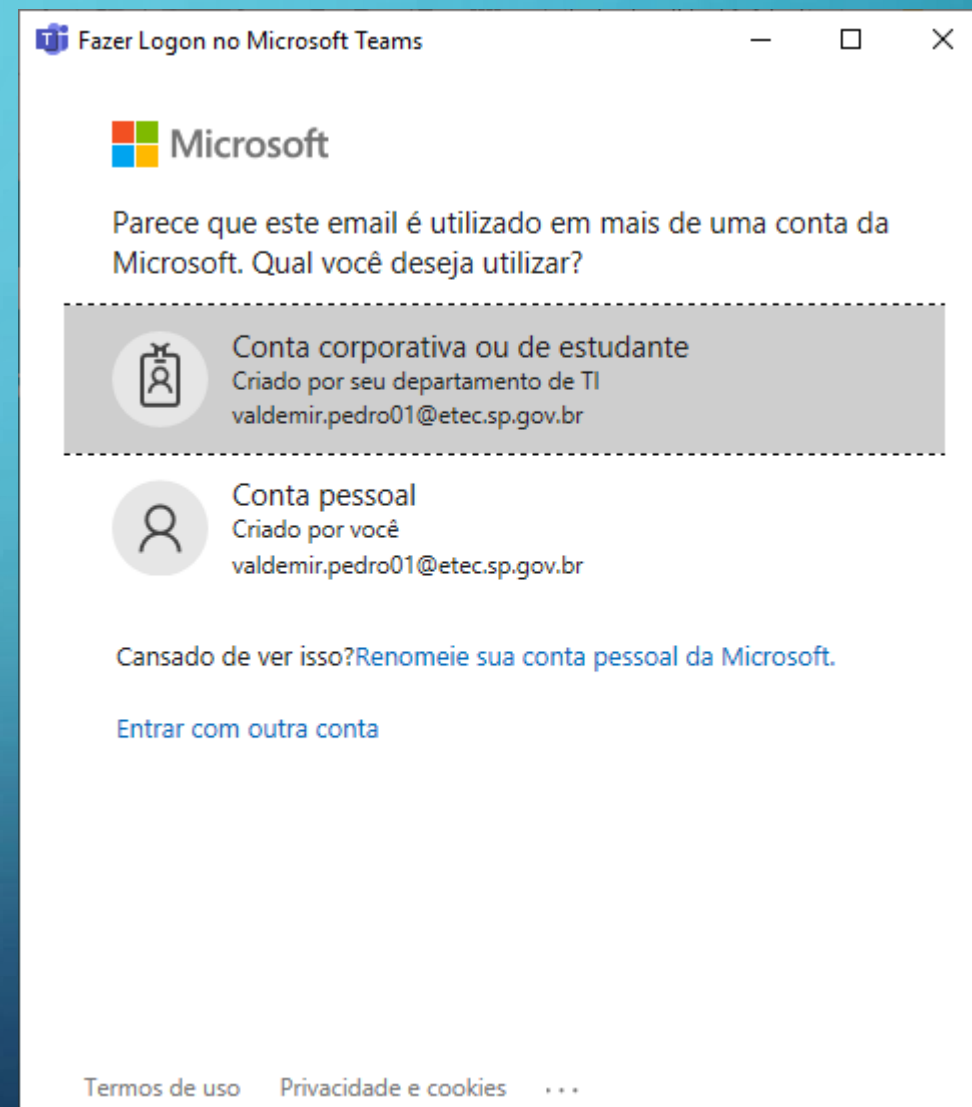 Fazer Logon no Microsoft Teams
Microsoft
Parece que este email é utilizado em mais de uma conta da
Microsoft. Qual você deseja utilizar?
Conta corporativa ou de estudante
Criado por seu departamento de TI
valdemir.pedro01@etec.sp.gov.br
Conta pessoal
Criado por você
valdemir.pedro01@etec.sp.gov.br
Cansado de ver isso?Renomeie sua conta pessoal da Microsoft.
Entrar com outra conta
Termos de uso Privacidade e cookies ...